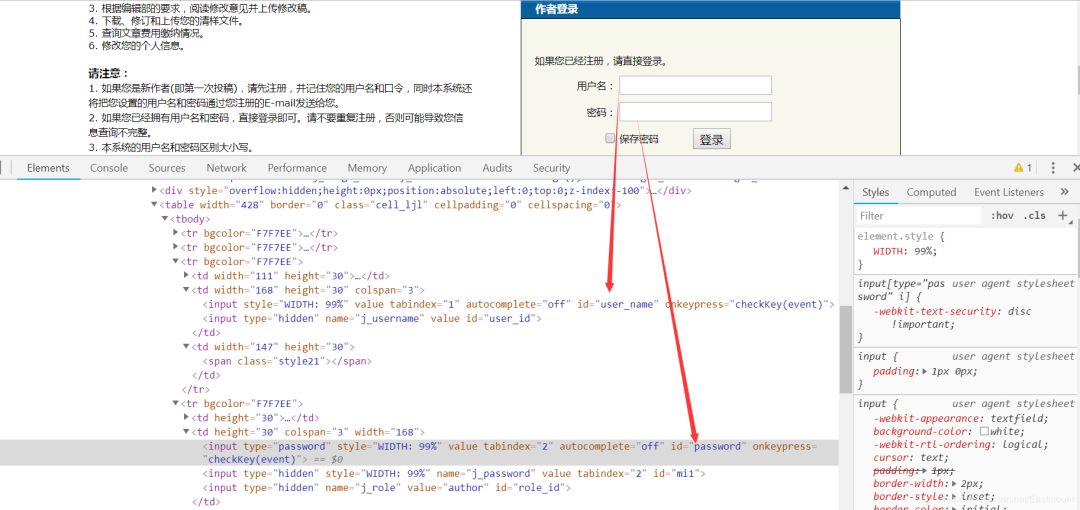 3. 根据编辑部的要求，阅读修改意见并上传修改稿。
4. 下载、修订和上传您的清样文件。
5. 查询文章费用缴纳情况。
6. 修改您的个人信息。
请注意：
1. 如果您是新作者(即第一次投稿)，请先注册，并记住您的用户名和口令，同时本系统还
将把您设置的用户名和密码通过您注册的E-mail发送给您。
2. 如果您已经拥有用户名和密码，直接登录即可。请不要重复注册，否则可能导致您信
息查询不完整。
3. 本系统的用户名和密码区别大小写。
作者登录
如果您已经注册，请直接登录。
用户名：
密码：
保存密码 登录
Elements Console Sources Network Performance Memory Application Audits Security 1
<div style="overflow:hidden;height:0px;position:absolute;left:0;top:0;z-index:-100">…</div>
<table width="428" border="0" class="cell_ljl" cellpadding="0" cellspacing="0">
<tbody>
<tr bgcolor="F7F7EE">…</tr>
<tr bgcolor="F7F7EE">…</tr>
<tr bgcolor="F7F7EE">
<td width="111" height="30">…</td>
<td width="168" height="30" colspan="3">
<input style="WIDTH: 99%" value tabindex="1" autocomplete="off" id="user_name" onkeypress="checkKey(event)">
<input type="hidden" name="j_username" value id="user_id">
</td>
<td width="147" height="30">
<span class="style21"></span>
</td>
</tr>
<tr bgcolor="F7F7EE">
<td height="30">…</td>
<td height="30" colspan="3" width="168">
<input type="password" style="WIDTH: 99%" value tabindex="2" autocomplete="off" id="password" onkeypress=
"checkKey(event)"> == $0
<input type="hidden" style="WIDTH: 99%" name="j_password" value tabindex="2" id="mi1">
<input type="hidden" name="j_role" value="author" id="role_id">
</td>
Styles Computed Event Listeners »
Filter :hov .cls +
element.style {
WIDTH: 99%;
}
input[type="pas user agent stylesheet
sword" i] {
-webkit-text-security: disc
!important;
}
input { user agent stylesheet
padding: 1px 0px;
}
input { user agent stylesheet
-webkit-appearance: textfield;
background-color: white;
-webkit-rtl-ordering: logical;
cursor: text;
padding: 1px;
border-width: 2px;
border-style: inset;
border-color: initial;